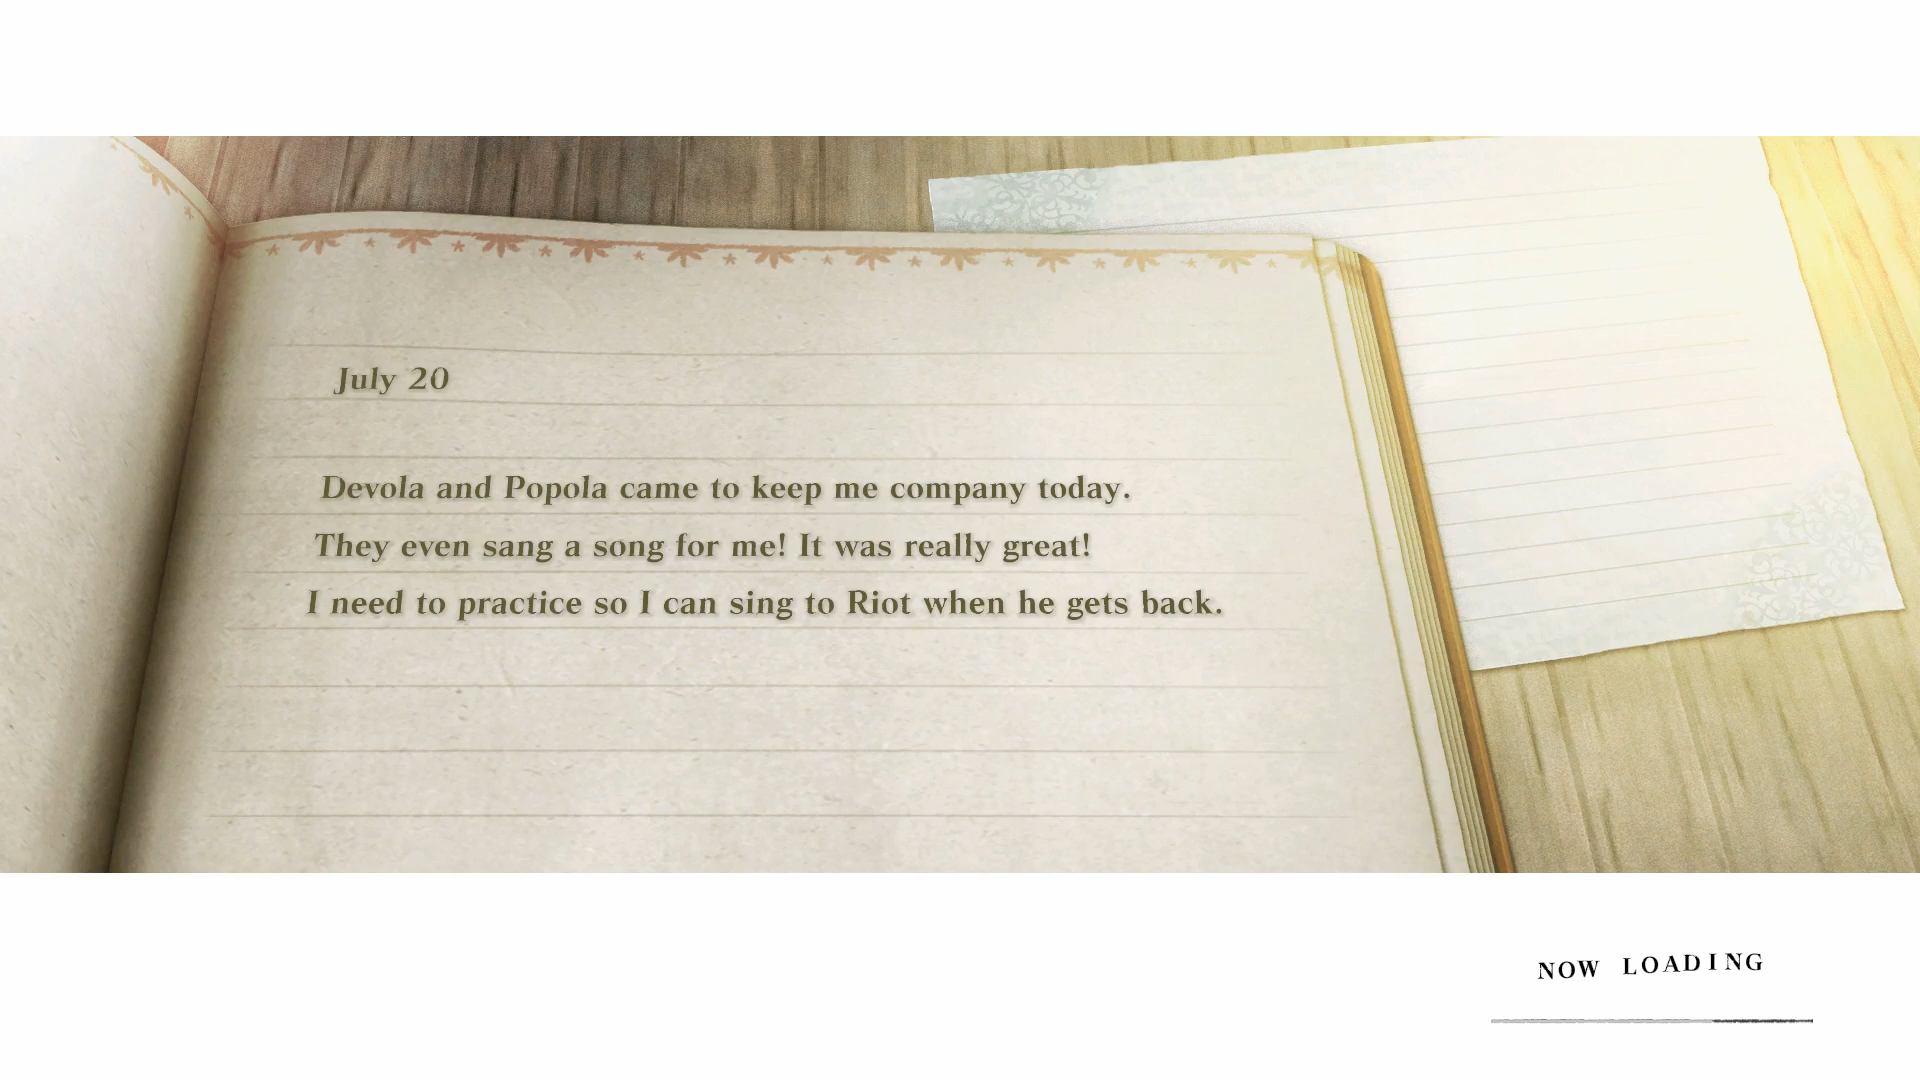 July 20
Devola and Popola came to keep me company today.
They even sang a song for me! It was really great!
I need to practice so I can sing to Riot when he gets back.
NOW LOADING